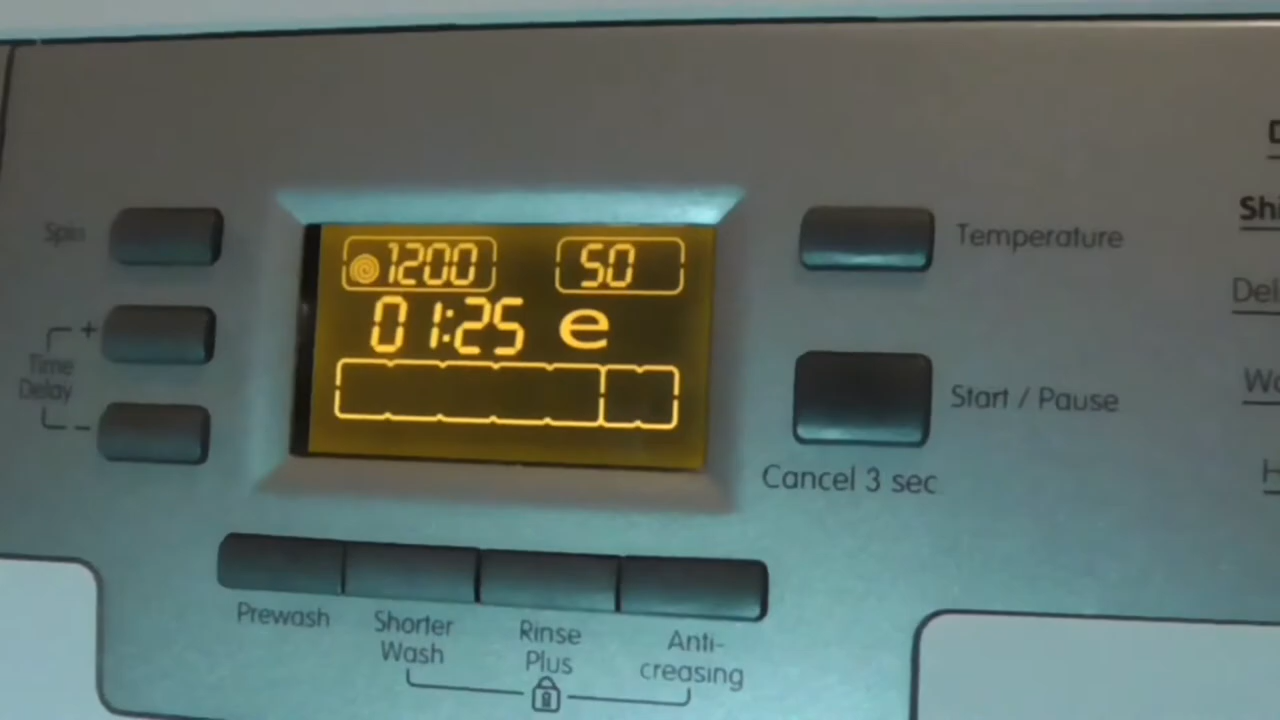 Spin
1200
50
Temperature
+
01:25 e
Time
Delay
-
Start / Pause
Cancel 3 sec
Prewash
Shorter
Wash
Rinse
Plus
Anti-
creasing
Shi
Del
Wo
H